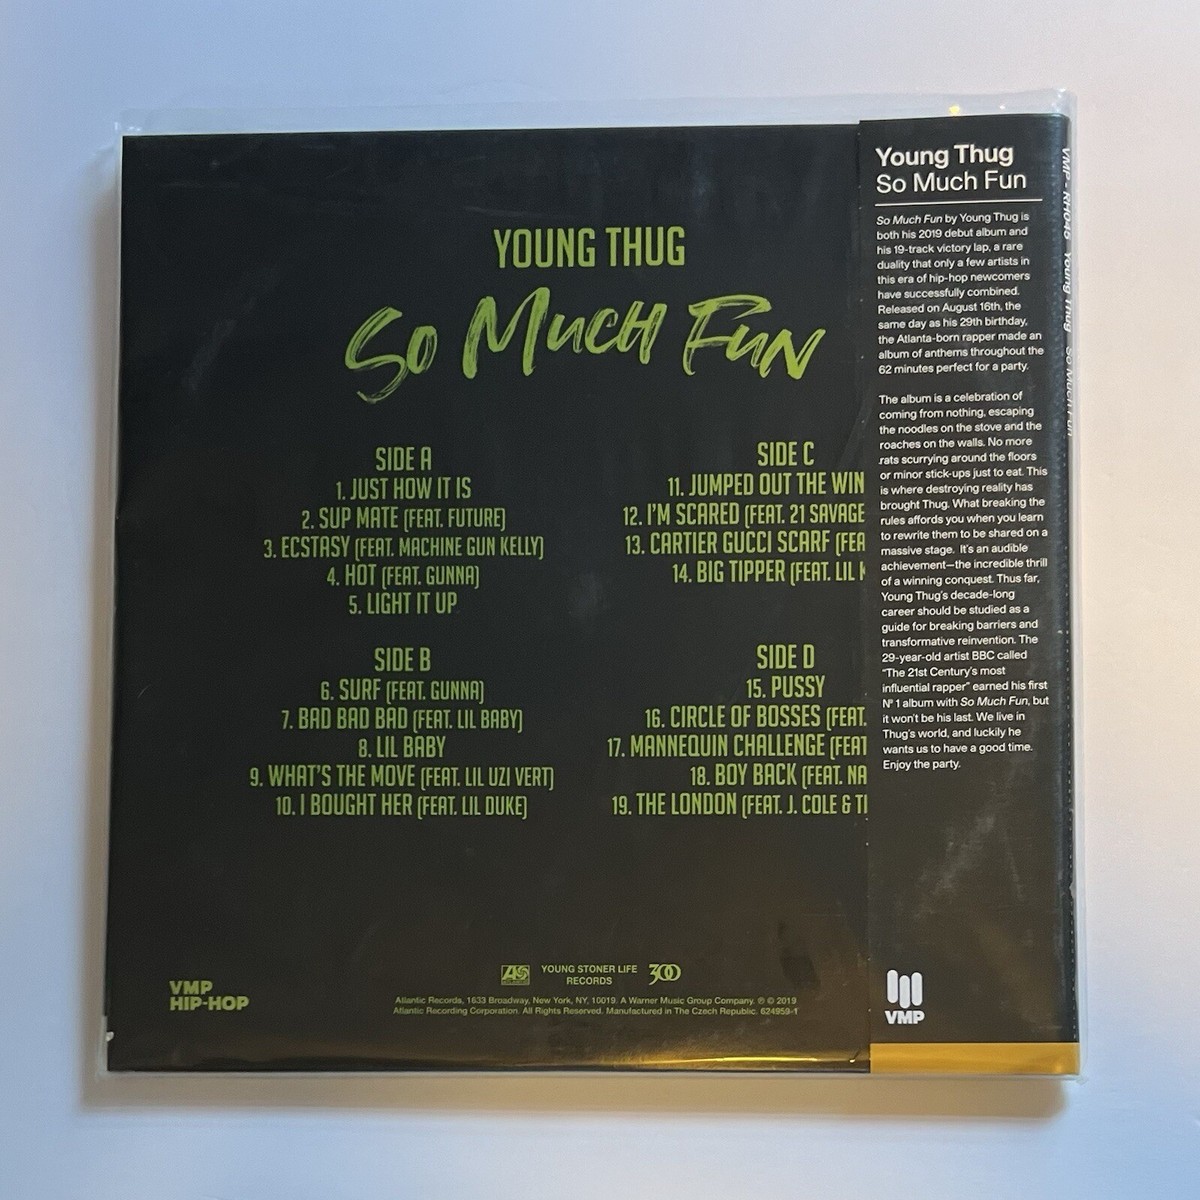 YOUNG THUG
So Much Fun
SIDE A
1. JUST HOW IT IS
2. SUP MATE (FEAT. FUTURE)
3. ECSTASY (FEAT. MACHINE GUN KELLY)
4. HOT (FEAT. GUNNA)
5. LIGHT IT UP
SIDE B
6. SURF (FEAT. GUNNA)
7. BAD BAD BAD (FEAT. LIL BABY)
8. LIL BABY
9. WHAT'S THE MOVE (FEAT. LIL UZI VERT)
10. I BOUGHT HER (FEAT. LIL DUKE)
SIDE C
11. JUMPED OUT THE WIN
12. I'M SCARED (FEAT. 21 SAVAGE
13. CARTIER GUCCI SCARF (FEA
14. BIG TIPPER (FEAT. LIL K
SIDE D
15. PUSSY
16. CIRCLE OF BOSSES (FEAT.
17. MANNEQUIN CHALLENGE (FEAT
18. BOY BACK (FEAT. NA
19. THE LONDON (FEAT. J. COLE & T
VMP
HIP-HOP
YOUNG STONER LIFE
RECORDS
300
Atlantic Records, 1633 Broadway, New York, NY, 10019. A Warner Music Group Company. ℗ © 2019
Atlantic Recording Corporation. All Rights Reserved. Manufactured in The Czech Republic. 624959-1
Young Thug
So Much Fun
So Much Fun by Young Thug is
both his 2019 debut album and
his 19-track victory lap, a rare
duality that only a few artists in
this era of hip-hop newcomers
have successfully combined.
Released on August 16th, the
same day as his 29th birthday,
the Atlanta-born rapper made an
album of anthems throughout the
62 minutes perfect for a party.
The album is a celebration of
coming from nothing, escaping
the noodles on the stove and the
roaches on the walls. No more
rats scurrying around the floors
or minor stick-ups just to eat. This
is where destroying reality has
brought Thug. What breaking the
rules affords you when you learn
to rewrite them to be shared on a
massive stage. It's an audible
achievement—the incredible thrill
of a winning conquest. Thus far,
Young Thug's decade-long
career should be studied as a
guide for breaking barriers and
transformative reinvention. The
29-year-old artist BBC called
"The 21st Century's most
influential rapper" earned his first
Nº 1 album with So Much Fun, but
it won't be his last. We live in
Thug's world, and luckily he
wants us to have a good time.
Enjoy the party.
VMP
VMP - RH046 Young Thug So Much Fun